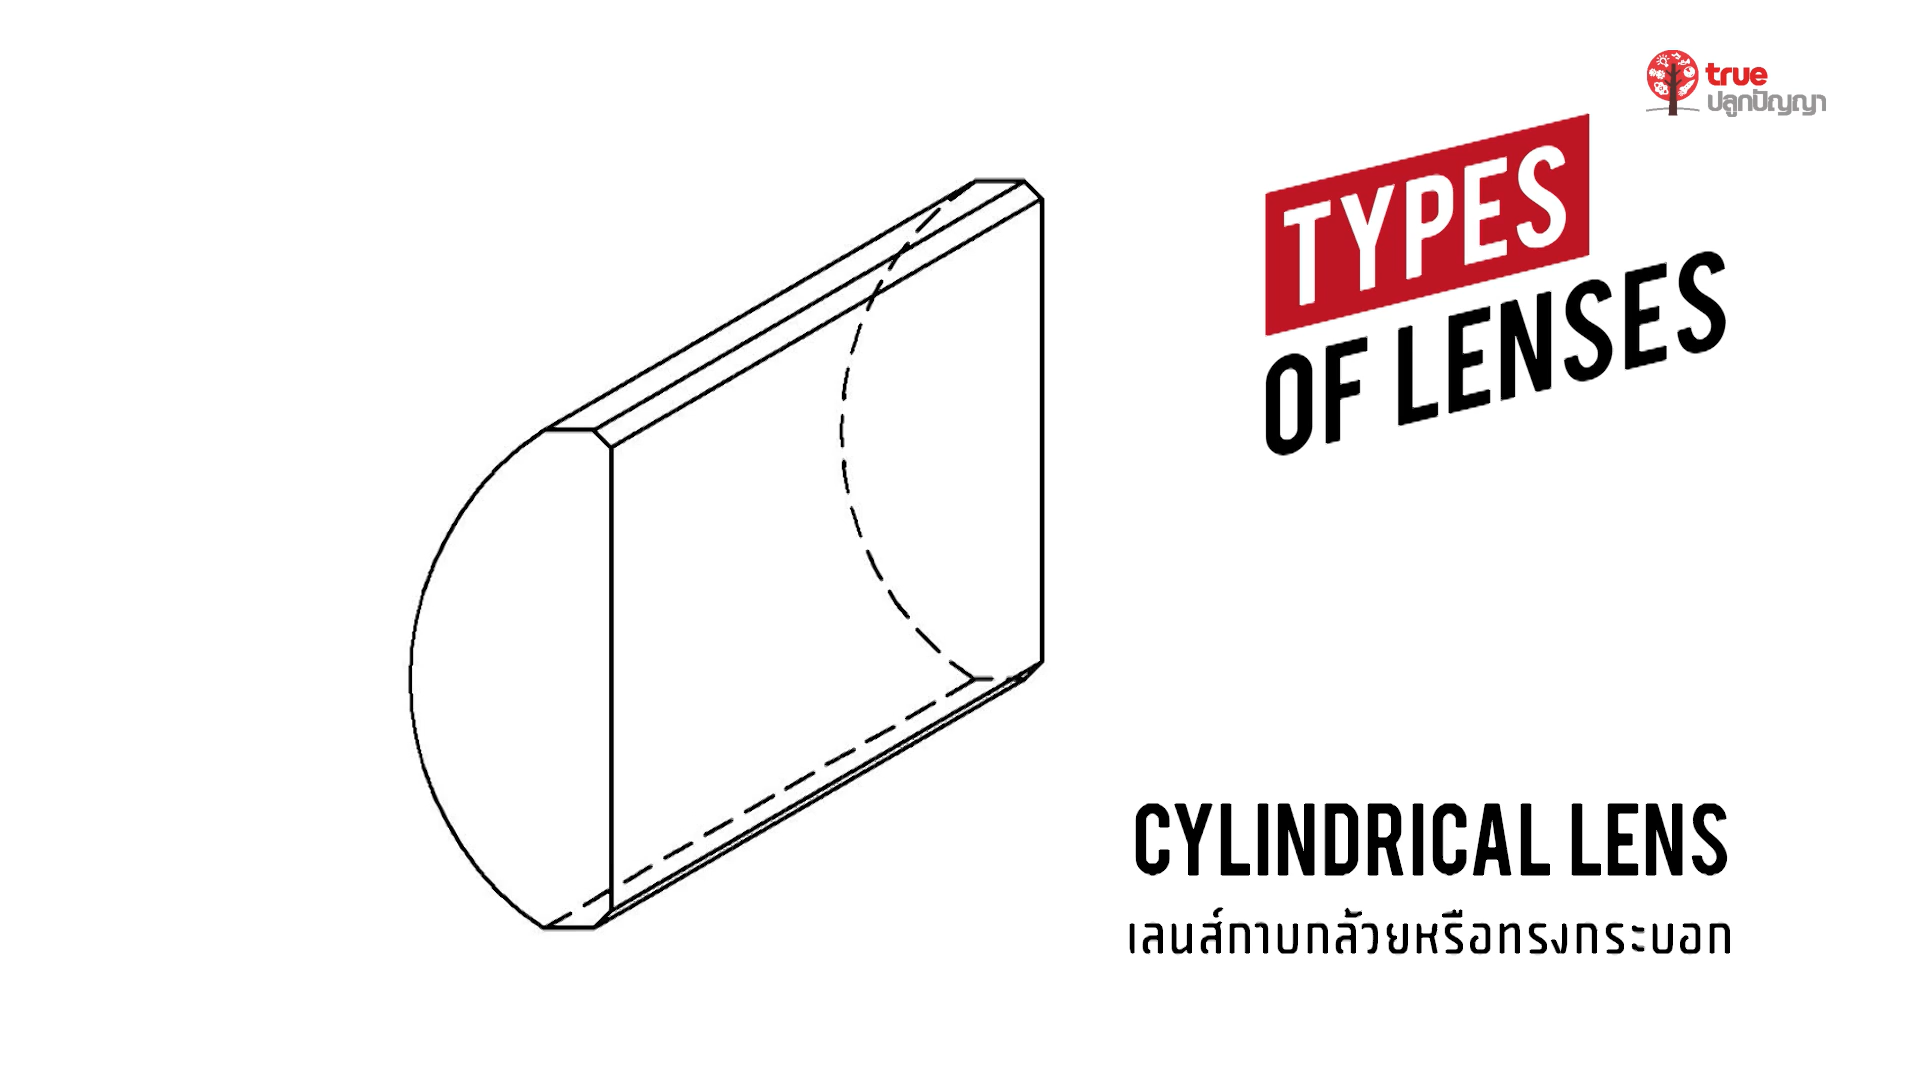 true
ปลูกปัญญา
TYPES
OF LENSES
CYLINDRICAL LENS
เลนส์กาบกล้วยหรือทรงกระบอก